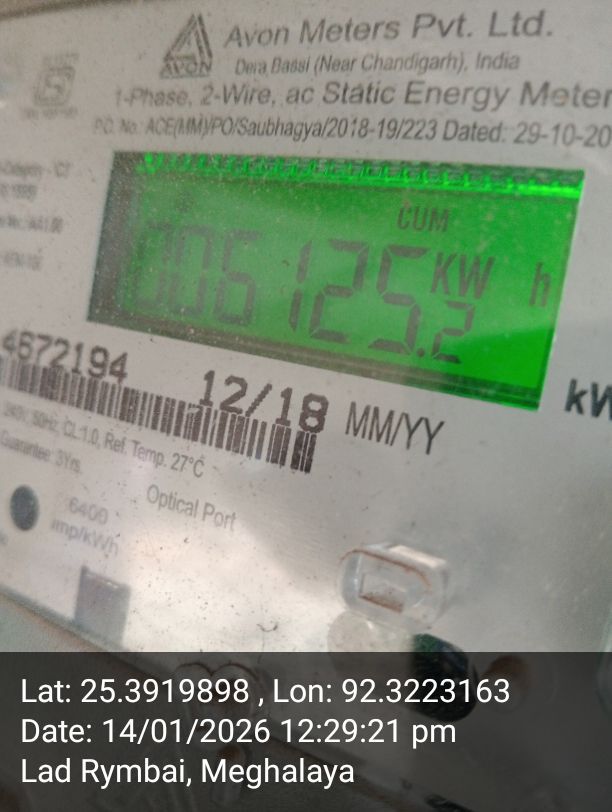 Avon Meters Pvt. Ltd.
AVON
Dera Bassi (Near Chandigarh), India
1-Phase, 2-Wire, ac Static Energy Meter
P.O. No.: ACE(MM)/PO/Saubhagya/2018-19/223 Dated: 29-10-20
CUM
006125.2 KW h
kW
4672194
12/18 MM/YY
240V, 50Hz, CL:1.0, Ref. Temp. 27°C
Guarantee: 3Yrs.
Optical Port
6400
imp/kWh
Lat: 25.3919898 , Lon: 92.3223163
Date: 14/01/2026 12:29:21 pm
Lad Rymbai, Meghalaya